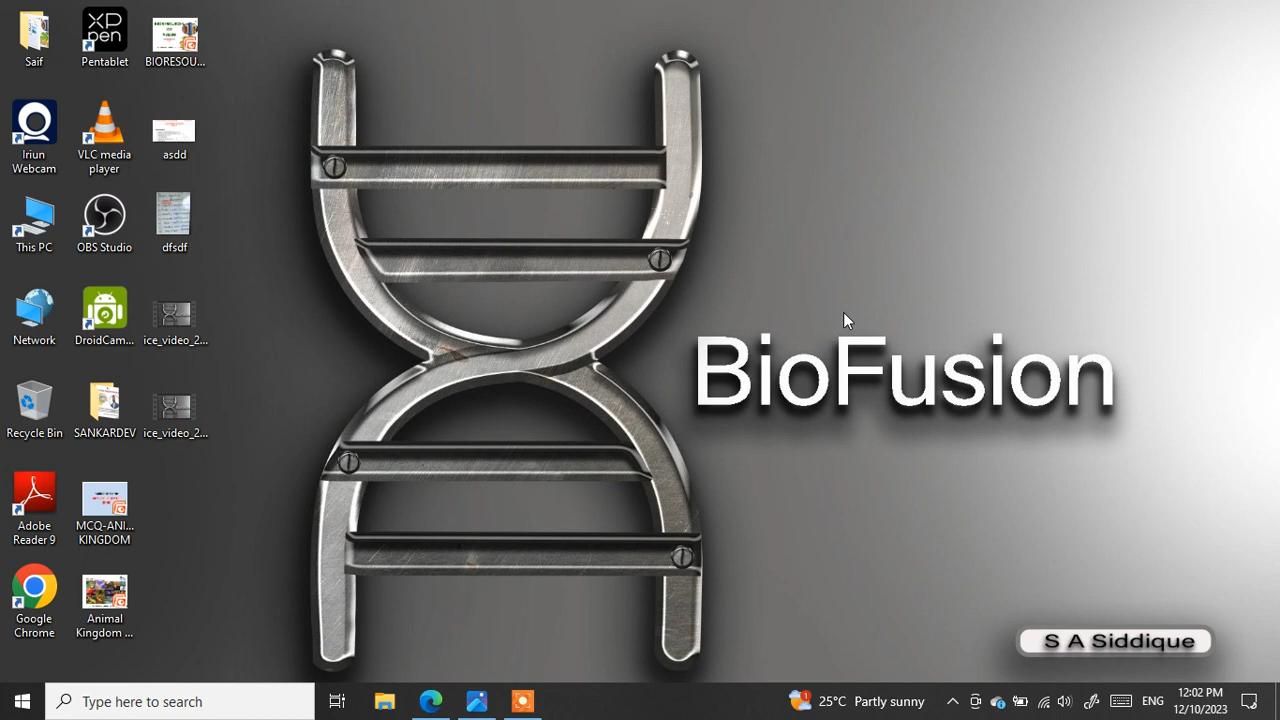 Saif
XP
pen
Pentablet
BIORESOU...
Iriun
Webcam
VLC media
player
asdd
This PC
OBS Studio
dfsdf
Network
DroidCam...
ice_video_2...
Recycle Bin
SANKARDEV
ice_video_2...
Adobe
Reader 9
MCQ-ANI...
KINGDOM
Google
Chrome
Animal
Kingdom ...
BioFusion
S A Siddique
Type here to search
1
25°C Partly sunny
ENG
12:02 PM
12/10/2023